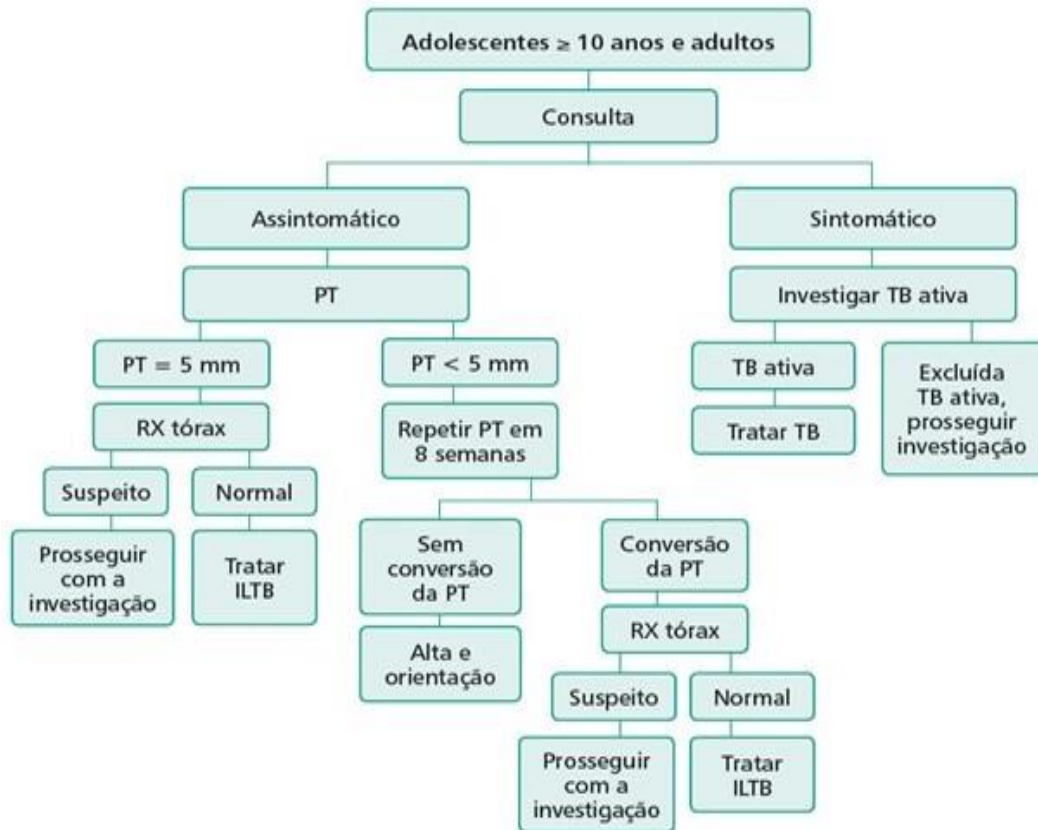 Adolescentes ≥ 10 anos e adultos
Consulta
Assintomático
Sintomático
PT
Investigar TB ativa
PT = 5 mm
PT < 5 mm
TB ativa
Excluída
TB ativa,
prosseguir
investigação
RX tórax
Repetir PT em
8 semanas
Tratar TB
Suspeito
Normal
Prosseguir
com a
investigação
Tratar
ILTB
Sem
conversão
da PT
Conversão
da PT
Alta e
orientação
RX tórax
Suspeito
Normal
Prosseguir
com a
investigação
Tratar
ILTB